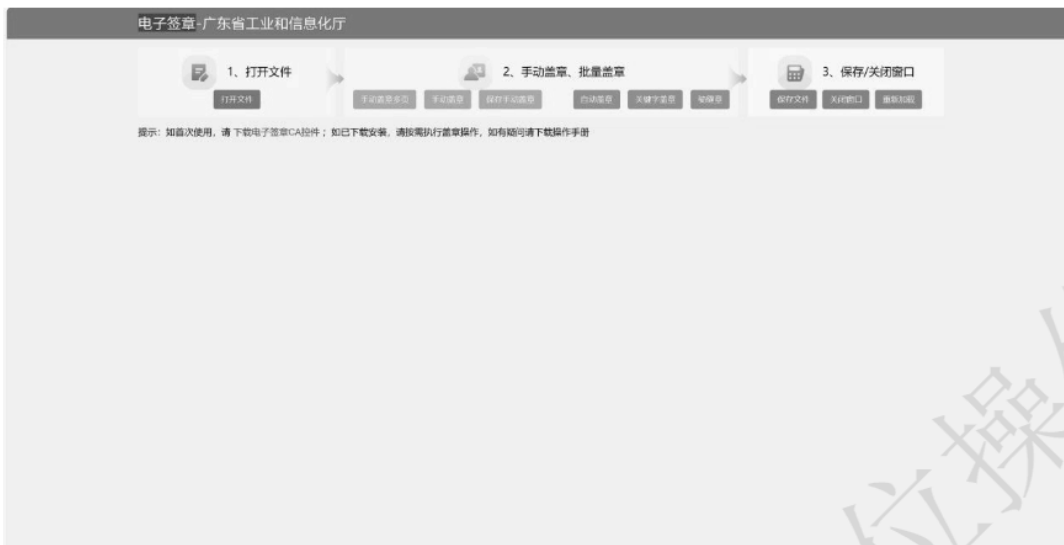 电子签章-广东省工业和信息化厅
1、打开文件
2、手动盖章、批量盖章
3、保存/关闭窗口
打开文件
手动盖章多页
手动盖章
保存手动盖章
自动盖章
关键字盖章
骑缝章
保存文件
关闭窗口
重新加载
提示：如首次使用，请 下载电子签章CA控件 ；如已下载安装，请按需执行盖章操作，如有疑问请下载操作手册
位操